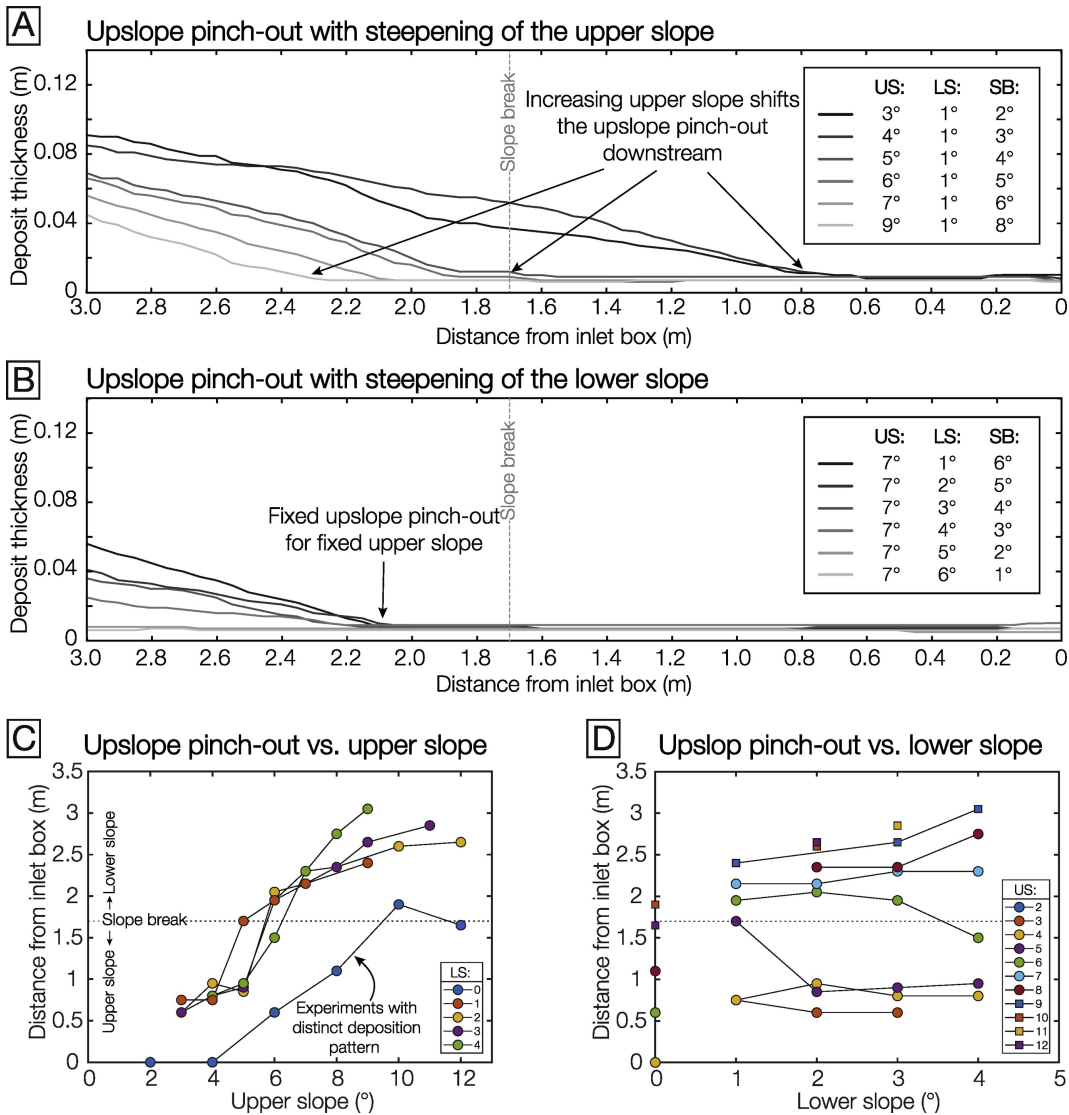 A
Upslope pinch-out with steepening of the upper slope
Deposit thickness (m)
0.12
0.08
0.04
0
3.0 2.8 2.6 2.4 2.2 2.0 1.8 1.6 1.4 1.2 1.0 0.8 0.6 0.4 0.2 0
Distance from inlet box (m)
Slope break
Increasing upper slope shifts
the upslope pinch-out
downstream
US: LS: SB:
3° 1° 2°
4° 1° 3°
5° 1° 4°
6° 1° 5°
7° 1° 6°
9° 1° 8°
B
Upslope pinch-out with steepening of the lower slope
Deposit thickness (m)
0.12
0.08
0.04
0
3.0 2.8 2.6 2.4 2.2 2.0 1.8 1.6 1.4 1.2 1.0 0.8 0.6 0.4 0.2 0
Distance from inlet box (m)
Slope break
Fixed upslope pinch-out
for fixed upper slope
US: LS: SB:
7° 1° 6°
7° 2° 5°
7° 3° 4°
7° 4° 3°
7° 5° 2°
7° 6° 1°
C
Upslope pinch-out vs. upper slope
Distance from inlet box (m)
3.5
3
2.5
2
1.5
1
0.5
0
0 2 4 6 8 10 12
Upper slope (°)
Lower slope
Slope break
Upper slope
Experiments with
distinct deposition
pattern
LS:
0
1
2
3
4
D
Upslop pinch-out vs. lower slope
Distance from inlet box (m)
3.5
3
2.5
2
1.5
1
0.5
0
0 1 2 3 4 5
Lower slope (°)
US:
2
3
4
5
6
7
8
9
10
11
12